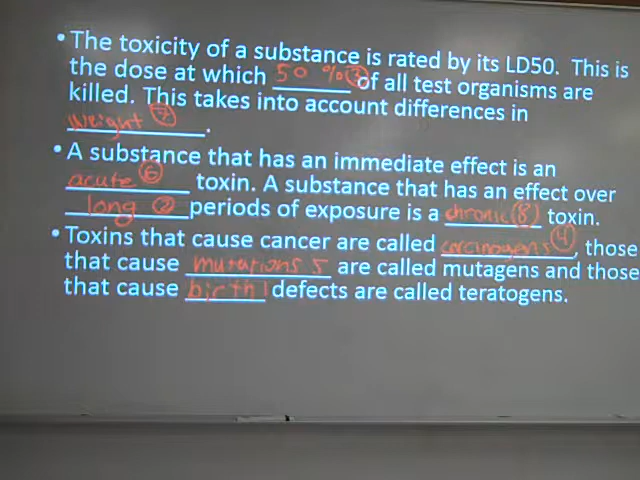 • The toxicity of a substance is rated by its LD50. This is
the dose at which 50 % ③ of all test organisms are
killed. This takes into account differences in
weight ⑦.
• A substance that has an immediate effect is an
acute ⑥ toxin. A substance that has an effect over
long ② periods of exposure is a chronic ⑧ toxin.
• Toxins that cause cancer are called carcinogens ④, those
that cause mutations 5 are called mutagens and those
that cause birth 1 defects are called teratogens.